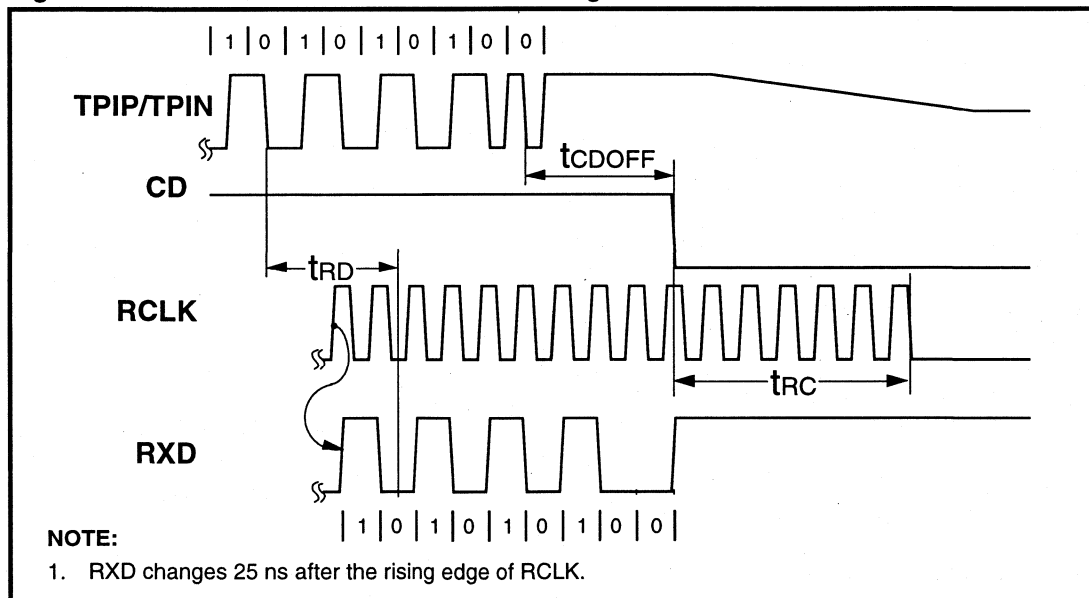 | 1 | 0 | 1 | 0 | 1 | 0 | 1 | 0 | 0 |
TPIP/TPIN
tCDOFF
CD
tRD
RCLK
tRC
RXD
| 1 | 0 | 1 | 0 | 1 | 0 | 1 | 0 | 0 |
NOTE:
1. RXD changes 25 ns after the rising edge of RCLK.